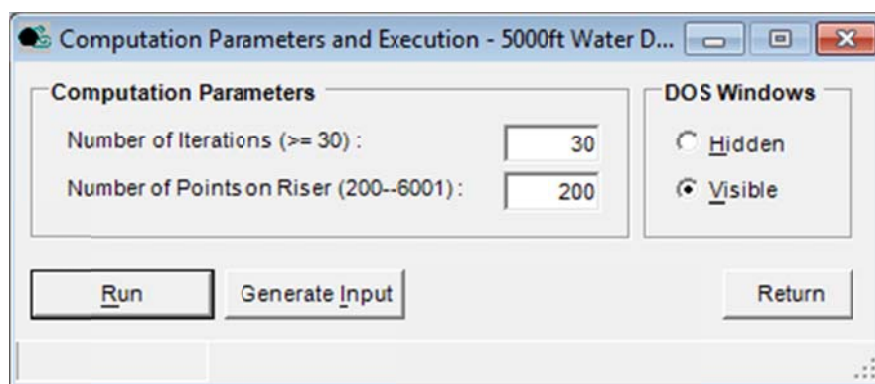 Computation Parameters and Execution - 5000ft Water D...
Computation Parameters
Number of Iterations (>= 30) :
30
Number of Points on Riser (200--6001) :
200
DOS Windows
Hidden
Visible
Run
Generate Input
Return